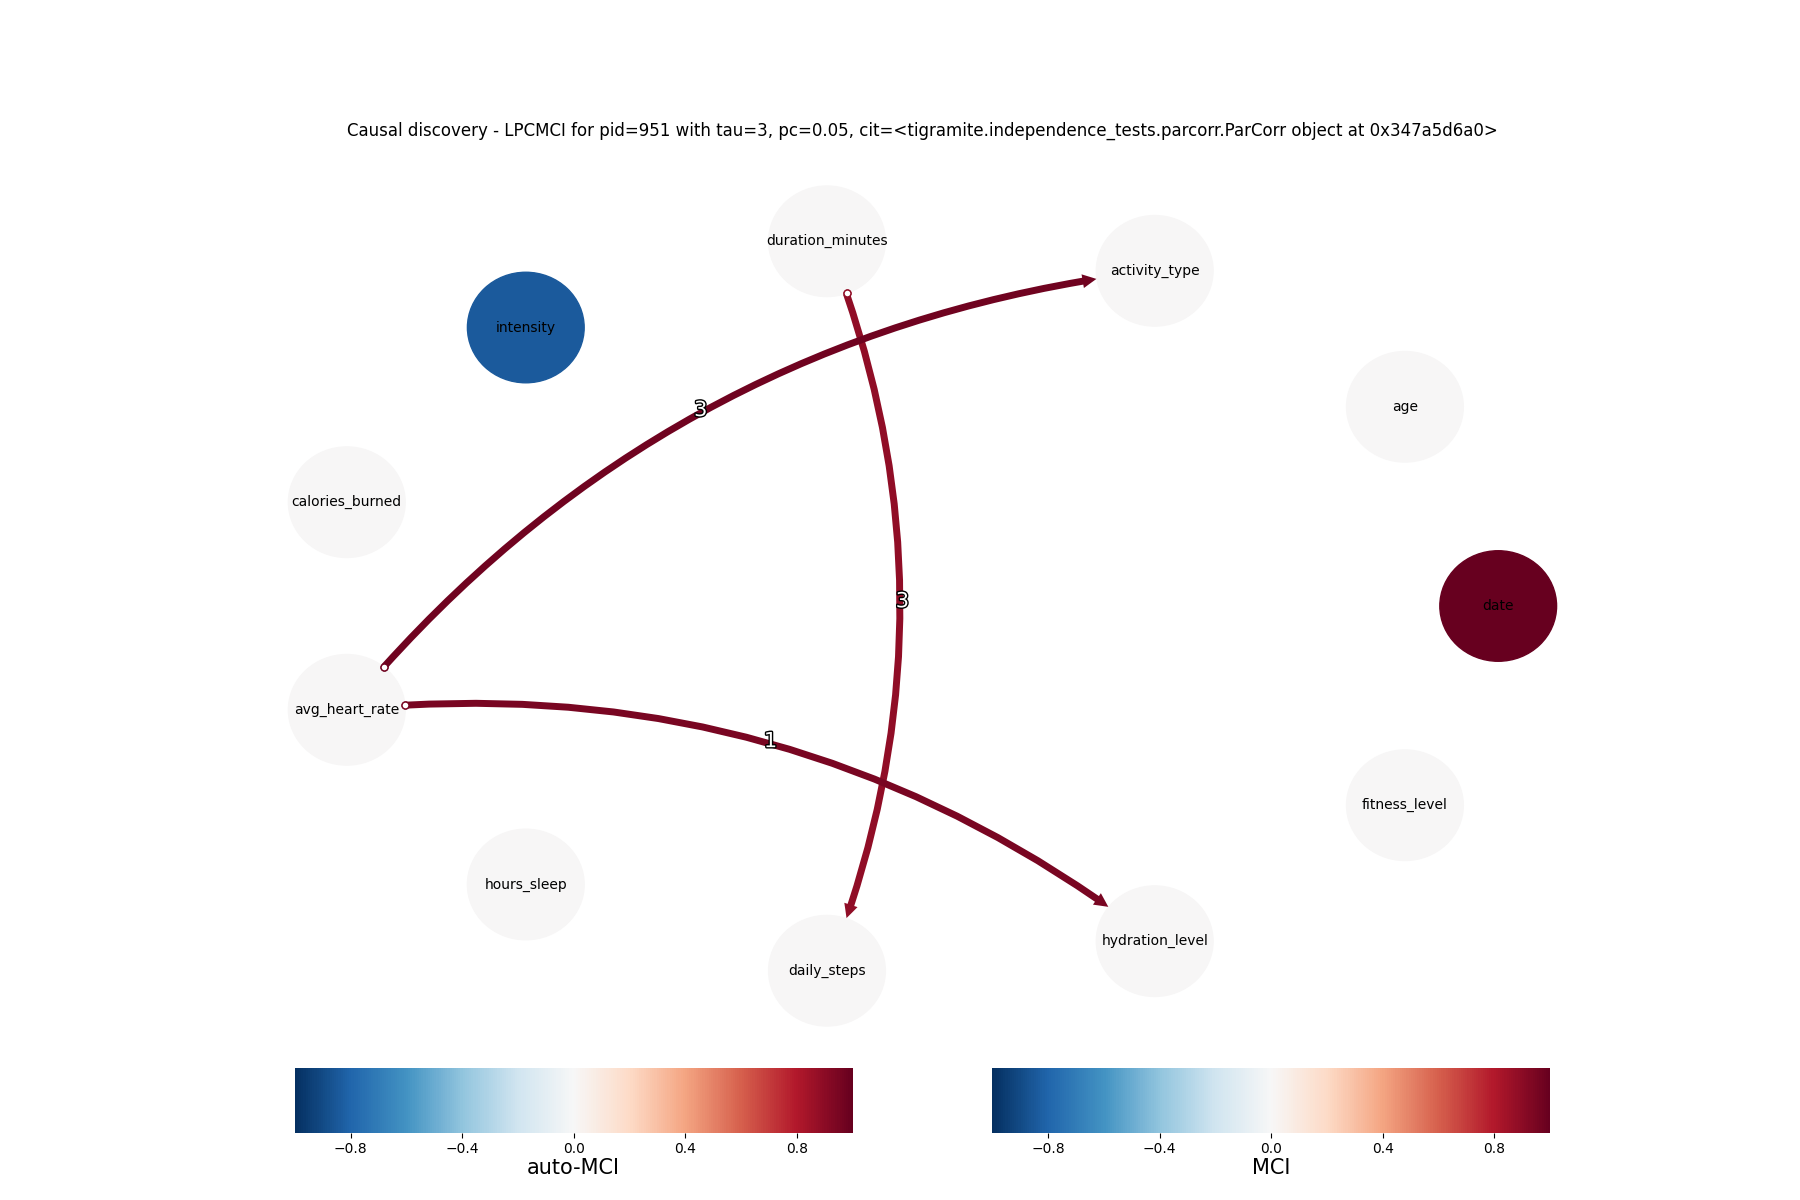 Causal discovery - LPCMCI for pid=951 with tau=3, pc=0.05, cit=<tigramite.independence_tests.parcorr.ParCorr object at 0x347a5d6a0>
duration_minutes
activity_type
intensity
age
3
calories_burned
3
date
avg_heart_rate
1
fitness_level
hours_sleep
hydration_level
daily_steps
−0.8 −0.4 0.0 0.4 0.8
auto-MCI
−0.8 −0.4 0.0 0.4 0.8
MCI